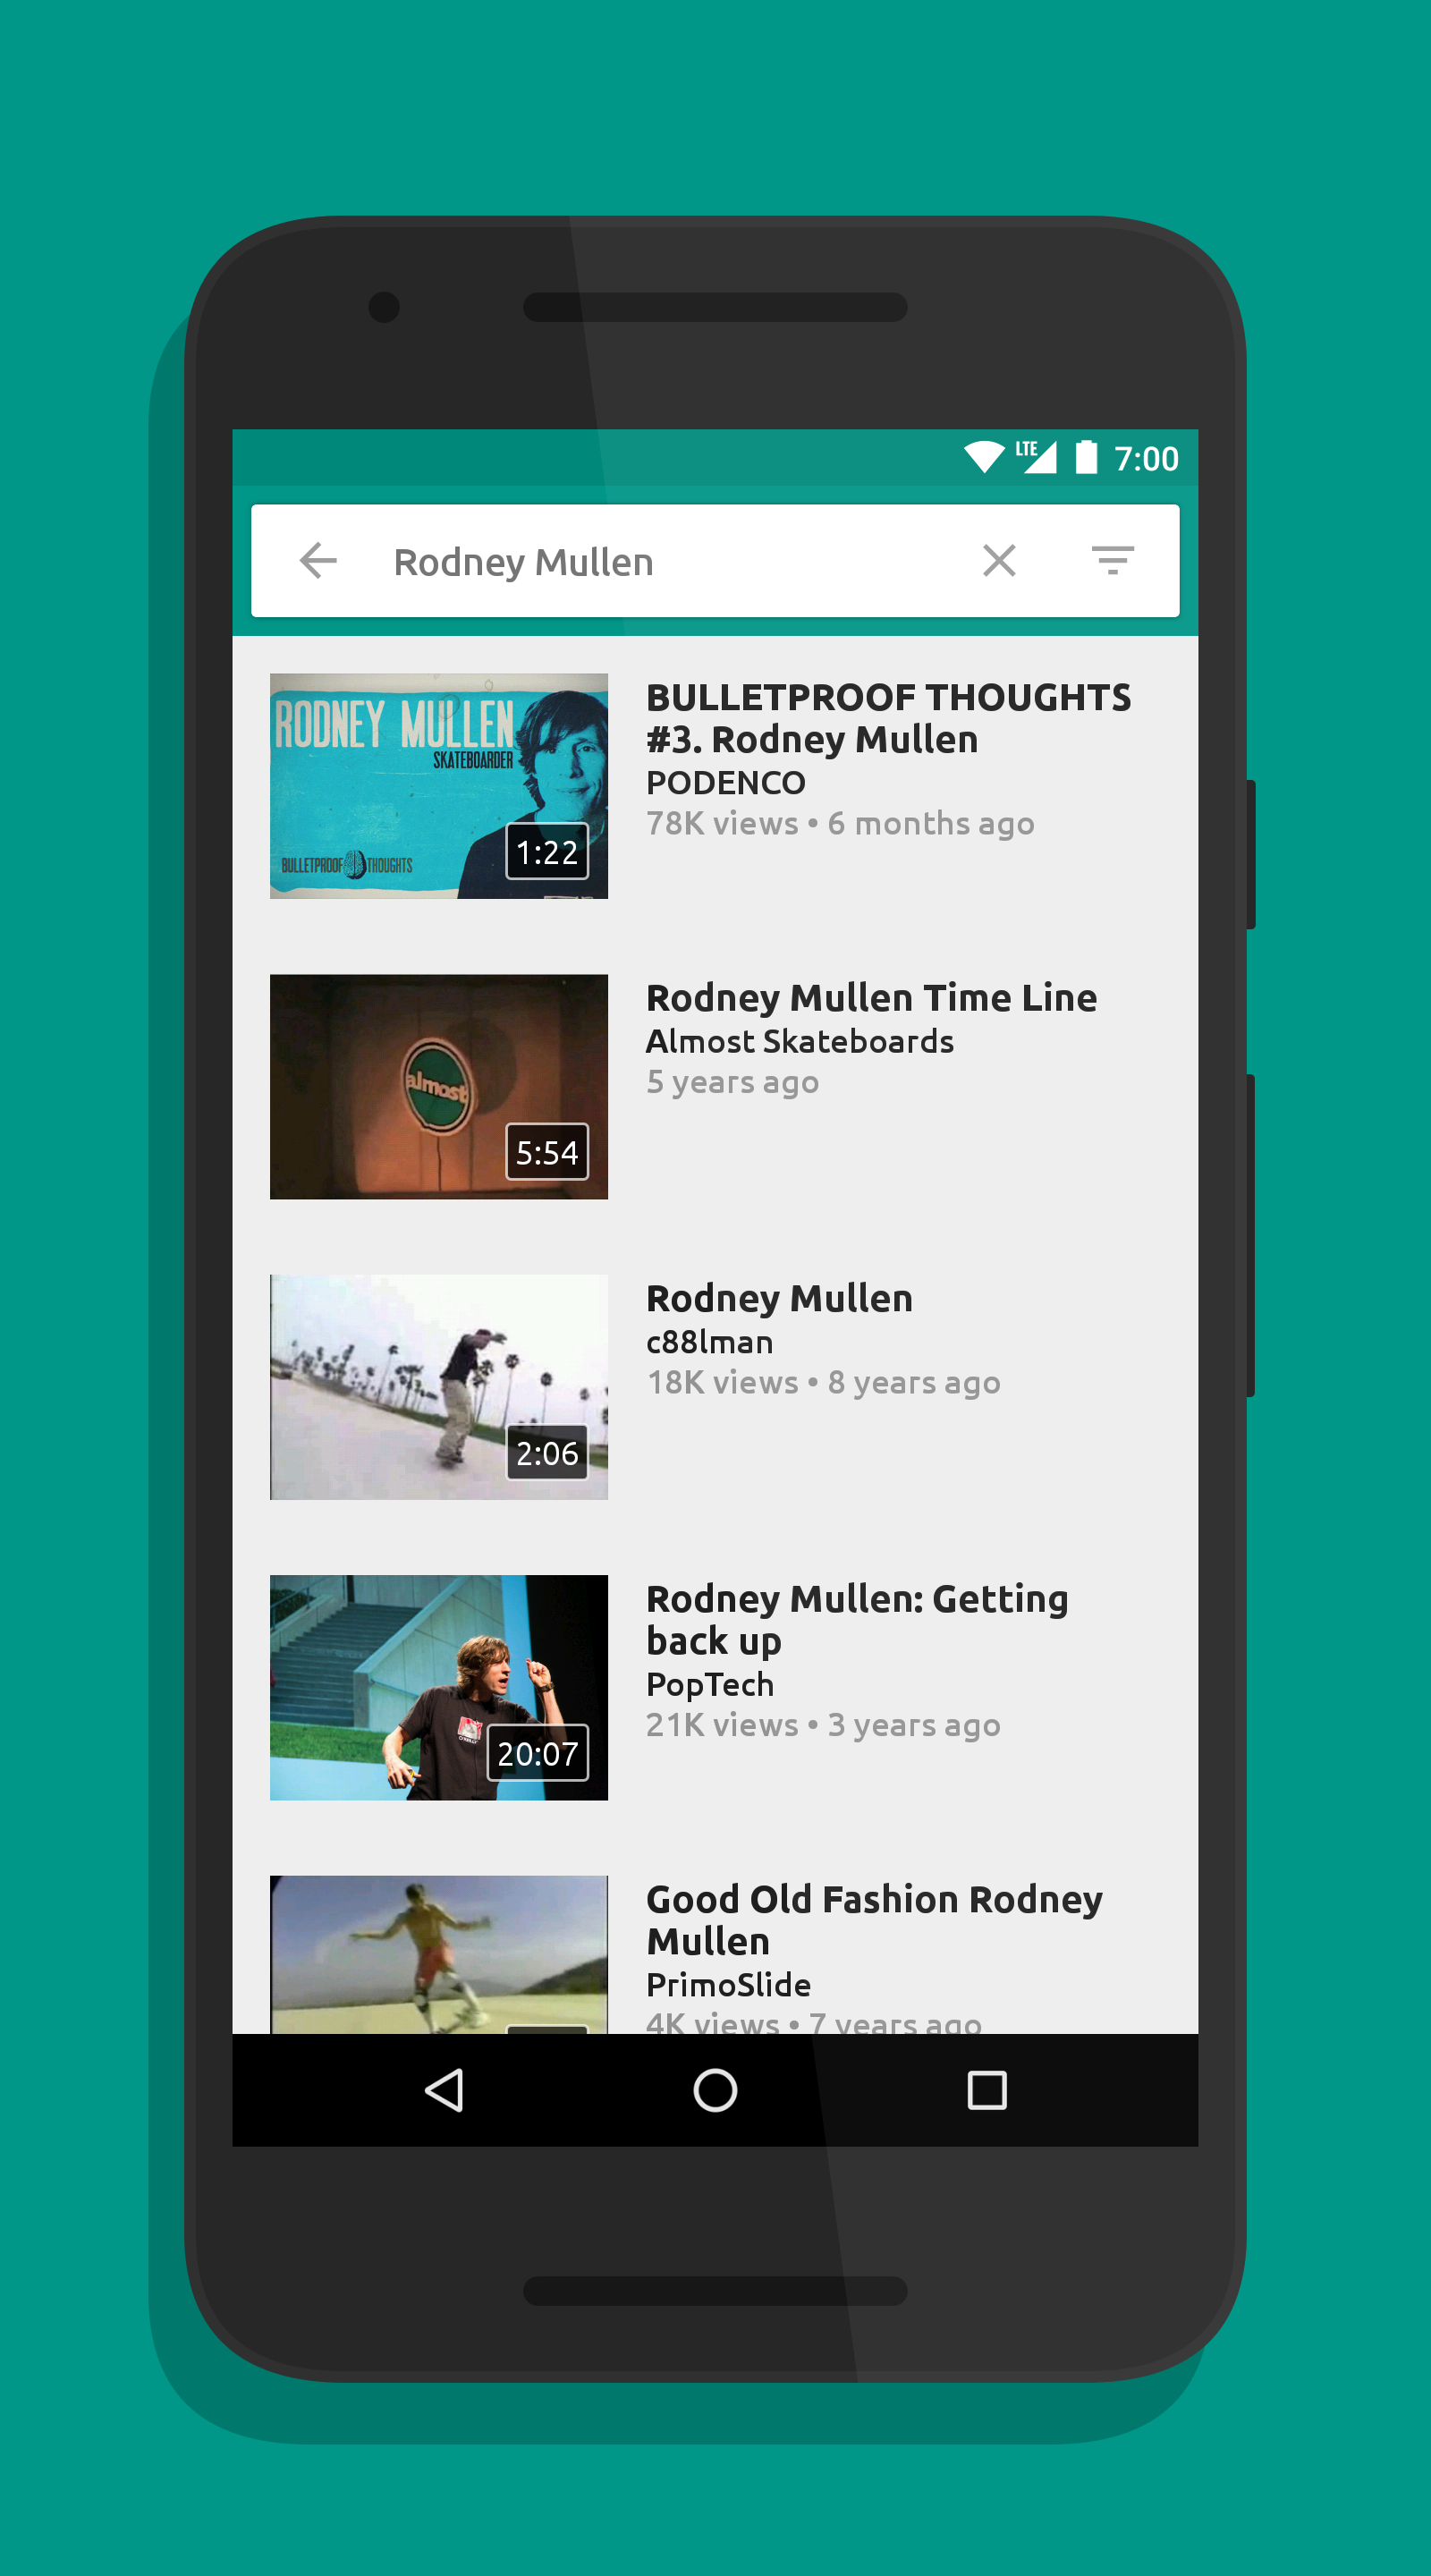 LTE 7:00
Rodney Mullen
RODNEY MULLEN
SKATEBOARDER
BULLETPROOF THOUGHTS
1:22
BULLETPROOF THOUGHTS
#3. Rodney Mullen
PODENCO
78K views • 6 months ago
almost
5:54
Rodney Mullen Time Line
Almost Skateboards
5 years ago
2:06
Rodney Mullen
c88lman
18K views • 8 years ago
20:07
Rodney Mullen: Getting
back up
PopTech
21K views • 3 years ago
Good Old Fashion Rodney
Mullen
PrimoSlide
4K views • 7 years ago